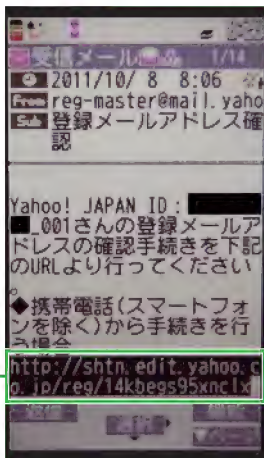 受信メール 1/14
2011/10/ 8 8:06
From reg-master@mail.yaho
Sub 登録メールアドレス確
認
Yahoo! JAPAN ID :
_001さんの登録メールア
ドレスの確認手続きを下記
のURLより行ってください
。
◆携帯電話(スマートフォ
ンを除く)から手続きを行
う場合
http://shtn.edit.yahoo.c
o.jp/reg/14kbegs95xnclx
返信